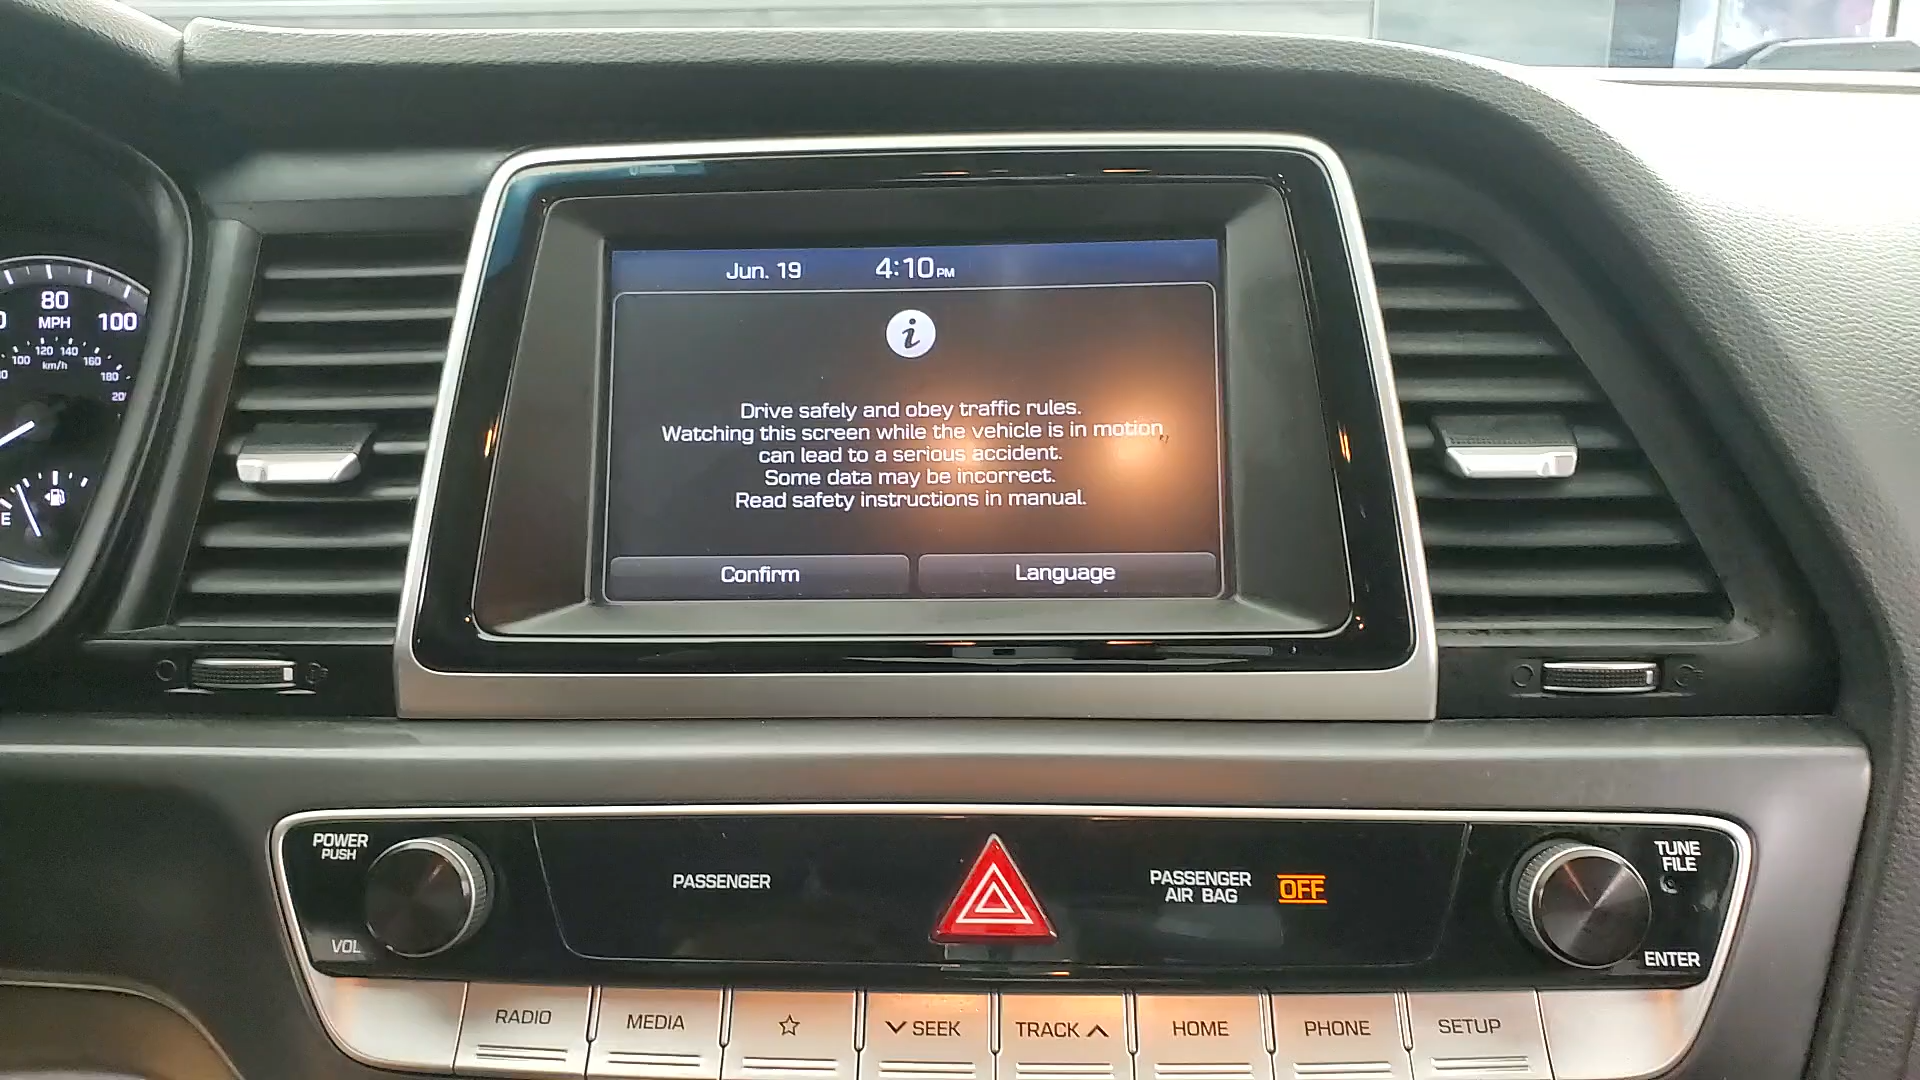 Jun. 19 4:10 PM
i
Drive safely and obey traffic rules.
Watching this screen while the vehicle is in motion
can lead to a serious accident.
Some data may be incorrect.
Read safety instructions in manual.
Confirm Language
80
MPH 100
100 120 140 160 180
km/h
E
POWER
PUSH
VOL
PASSENGER
PASSENGER
AIR BAG OFF
TUNE
FILE
ENTER
RADIO MEDIA SEEK TRACK HOME PHONE SETUP